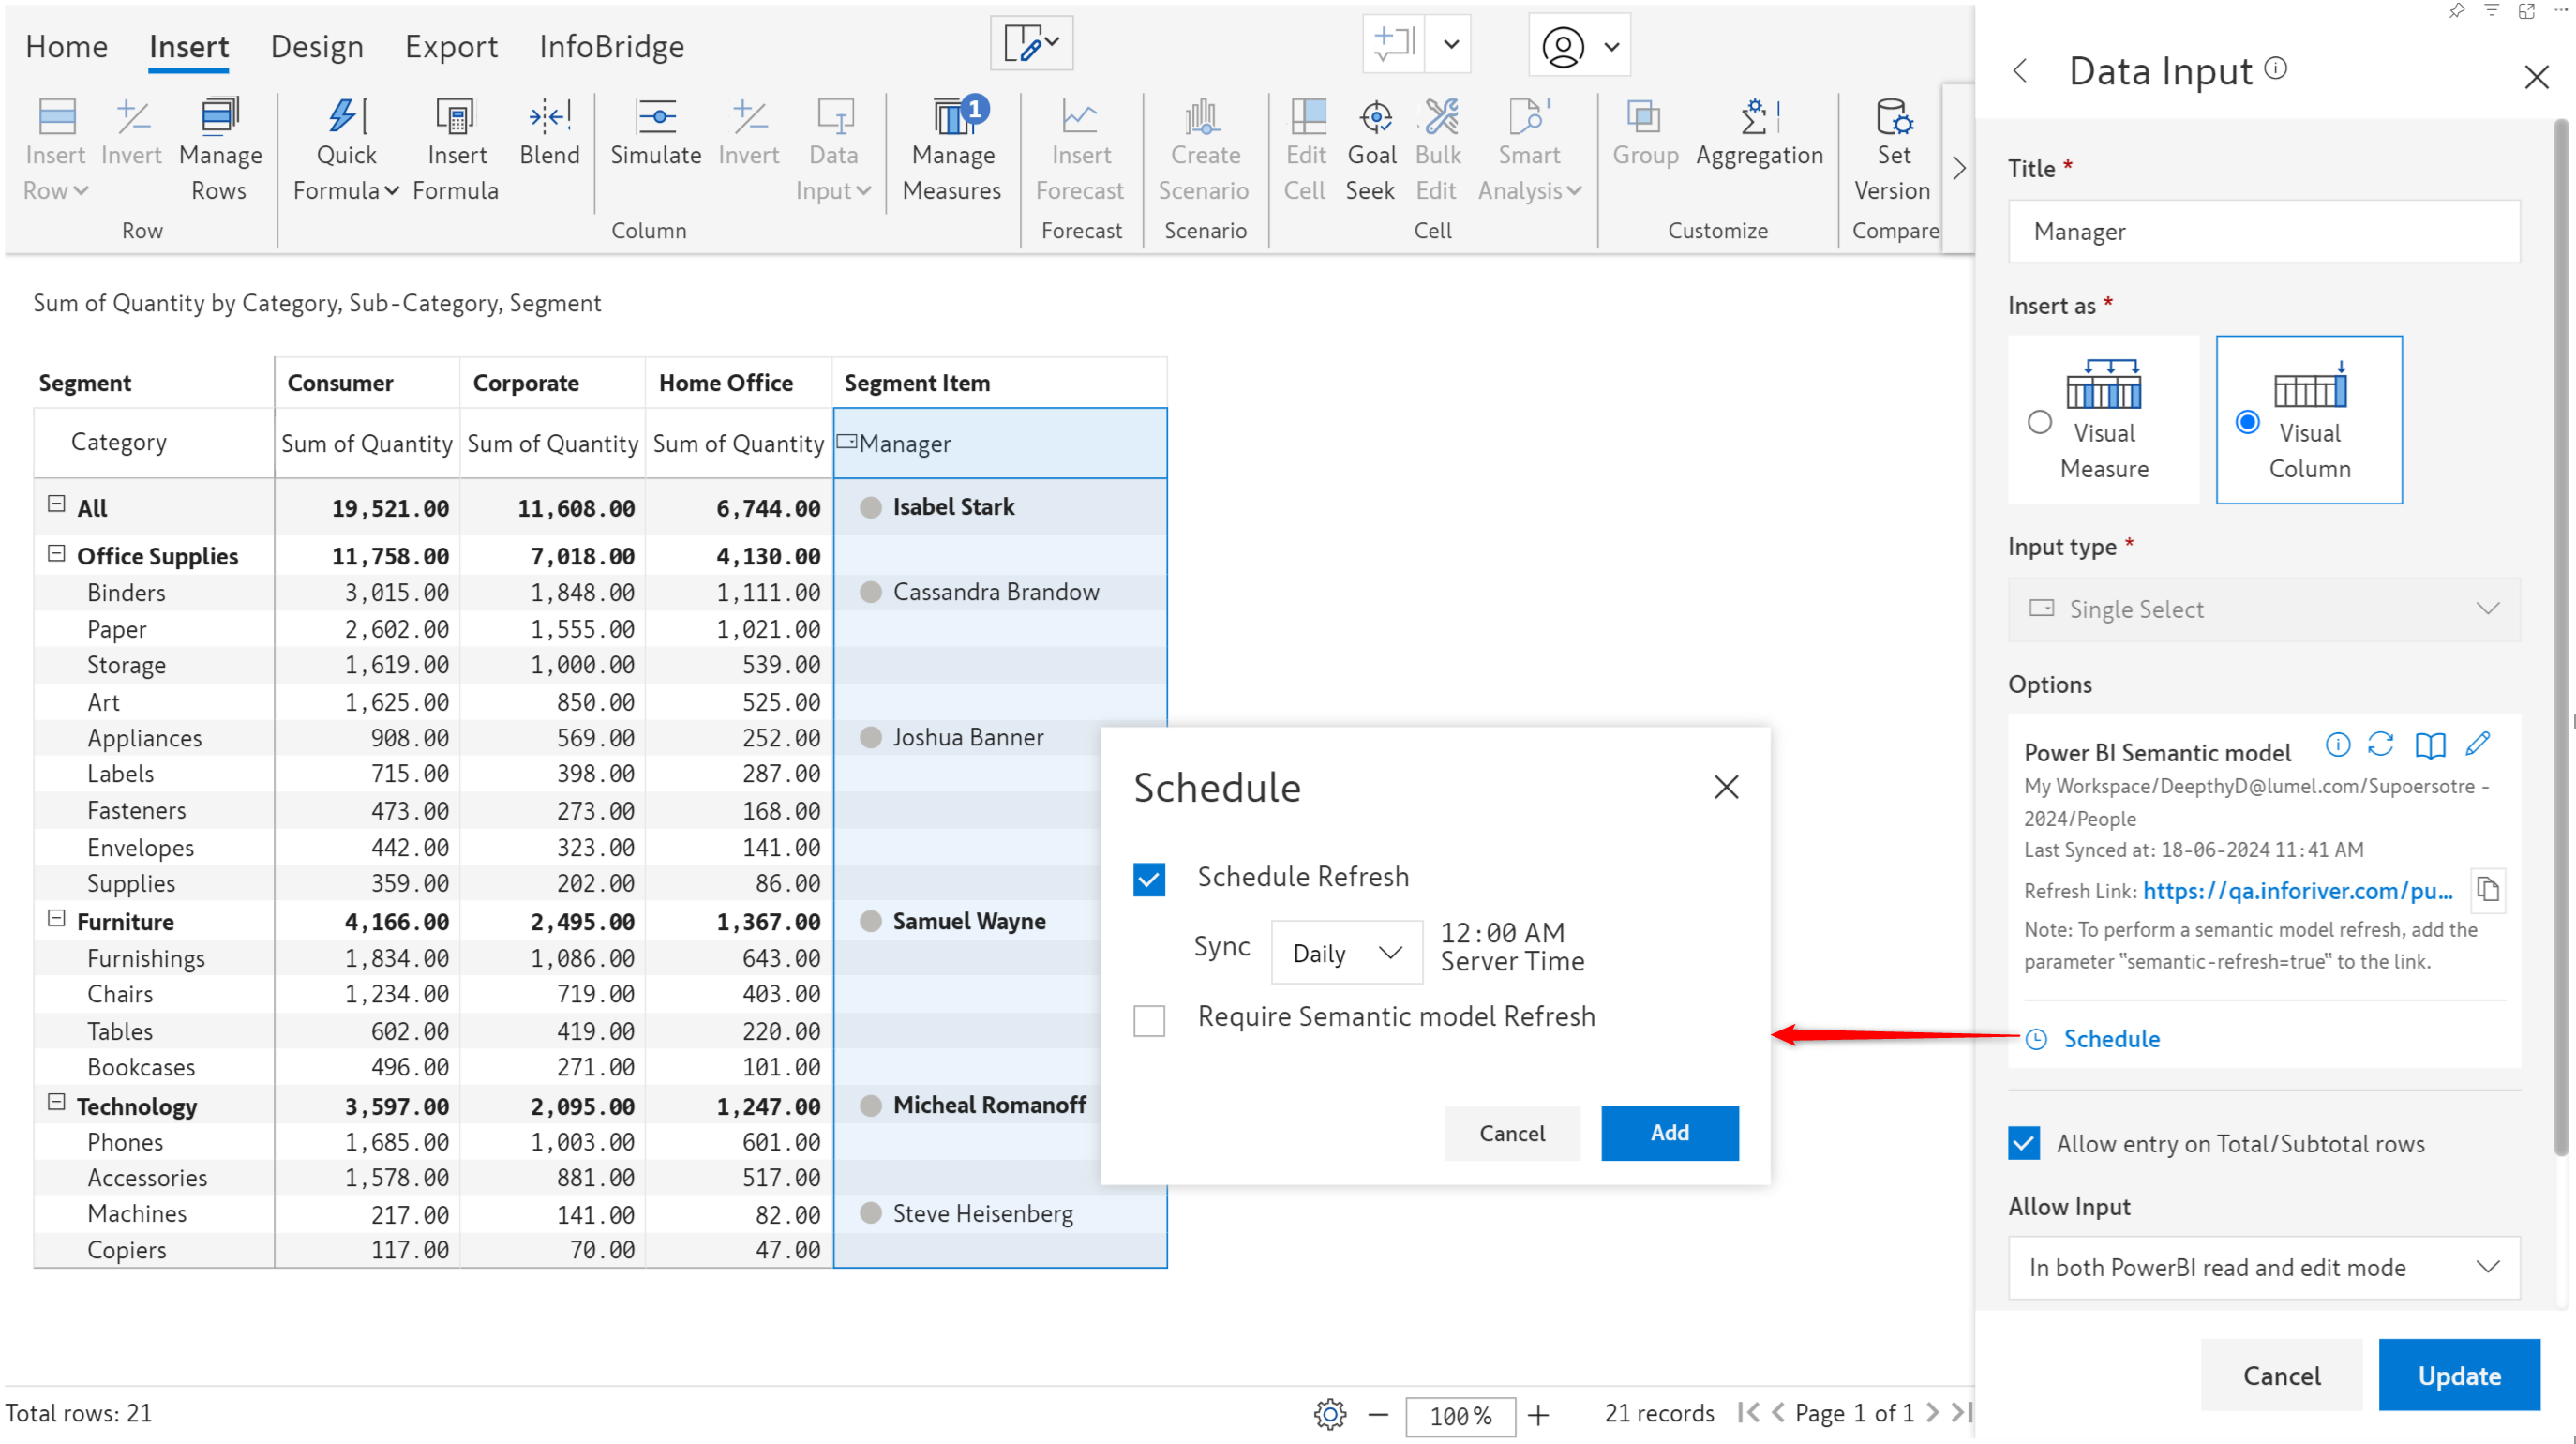 Home Insert Design Export InfoBridge
Insert Row
Invert
Manage Rows
Row
Quick Formula
Insert Formula
Blend
Simulate
Invert
Data Input
Column
1
Manage Measures
Insert Forecast
Forecast
Create Scenario
Scenario
Edit Cell
Goal Seek
Bulk Edit
Smart Analysis
Cell
Group
Aggregation
Customize
Set Version
Compare
Sum of Quantity by Category, Sub-Category, Segment
Segment Consumer Corporate Home Office Segment Item
Category Sum of Quantity Sum of Quantity Sum of Quantity Manager
All 19,521.00 11,608.00 6,744.00 Isabel Stark
Office Supplies 11,758.00 7,018.00 4,130.00
Binders 3,015.00 1,848.00 1,111.00 Cassandra Brandow
Paper 2,602.00 1,555.00 1,021.00
Storage 1,619.00 1,000.00 539.00
Art 1,625.00 850.00 525.00
Appliances 908.00 569.00 252.00 Joshua Banner
Labels 715.00 398.00 287.00
Fasteners 473.00 273.00 168.00
Envelopes 442.00 323.00 141.00
Supplies 359.00 202.00 86.00
Furniture 4,166.00 2,495.00 1,367.00 Samuel Wayne
Furnishings 1,834.00 1,086.00 643.00
Chairs 1,234.00 719.00 403.00
Tables 602.00 419.00 220.00
Bookcases 496.00 271.00 101.00
Technology 3,597.00 2,095.00 1,247.00 Micheal Romanoff
Phones 1,685.00 1,003.00 601.00
Accessories 1,578.00 881.00 517.00
Machines 217.00 141.00 82.00 Steve Heisenberg
Copiers 117.00 70.00 47.00
Schedule
Schedule Refresh
Sync Daily 12:00 AM
Server Time
Require Semantic model Refresh
Cancel Add
Data Input
Title *
Manager
Insert as *
Visual Measure
Visual Column
Input type *
Single Select
Options
Power BI Semantic model
My Workspace/DeepthyD@lumel.com/Supoersotre -
2024/People
Last Synced at: 18-06-2024 11:41 AM
Refresh Link: https://qa.inforiver.com/pu...
Note: To perform a semantic model refresh, add the
parameter "semantic-refresh=true" to the link.
Schedule
Allow entry on Total/Subtotal rows
Allow Input
In both PowerBI read and edit mode
Cancel Update
Total rows: 21 100% 21 records Page 1 of 1